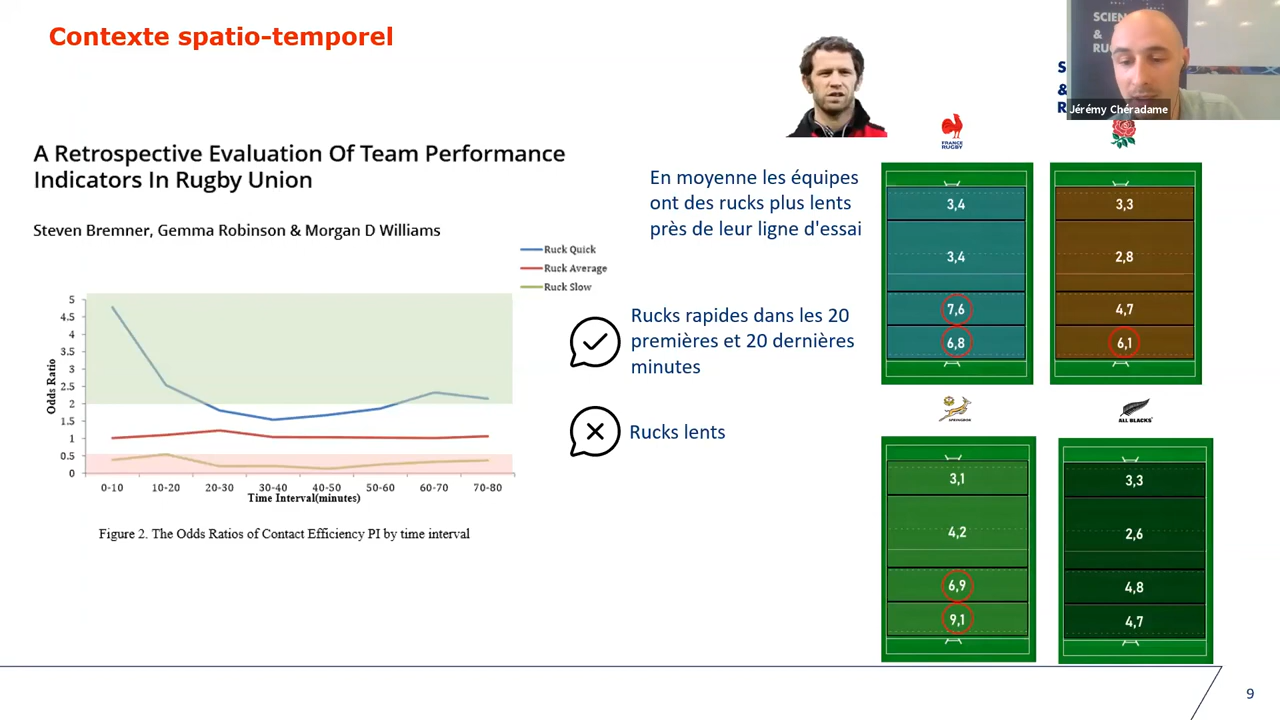 Contexte spatio-temporel
SCIEN
&
RU
S
&
R
Jérémy Chéradame
A Retrospective Evaluation Of Team Performance
Indicators In Rugby Union
Steven Bremner, Gemma Robinson & Morgan D Williams
Ruck Quick
Ruck Average
Ruck Slow
5
4.5
4
3.5
3
2.5
2
1.5
1
0.5
0
Odds Ratio
0-10 10-20 20-30 30-40 40-50 50-60 60-70 70-80
Time Interval(minutes)
Figure 2. The Odds Ratios of Contact Efficiency PI by time interval
En moyenne les équipes
ont des rucks plus lents
près de leur ligne d'essai
Rucks rapides dans les 20
premières et 20 dernières
minutes
Rucks lents
FRANCE
RUGBY
3,4
3,4
7,6
6,8
3,3
2,8
4,7
6,1
SPRINGBOK
3,1
4,2
6,9
9,1
ALL BLACKS
3,3
2,6
4,8
4,7
9